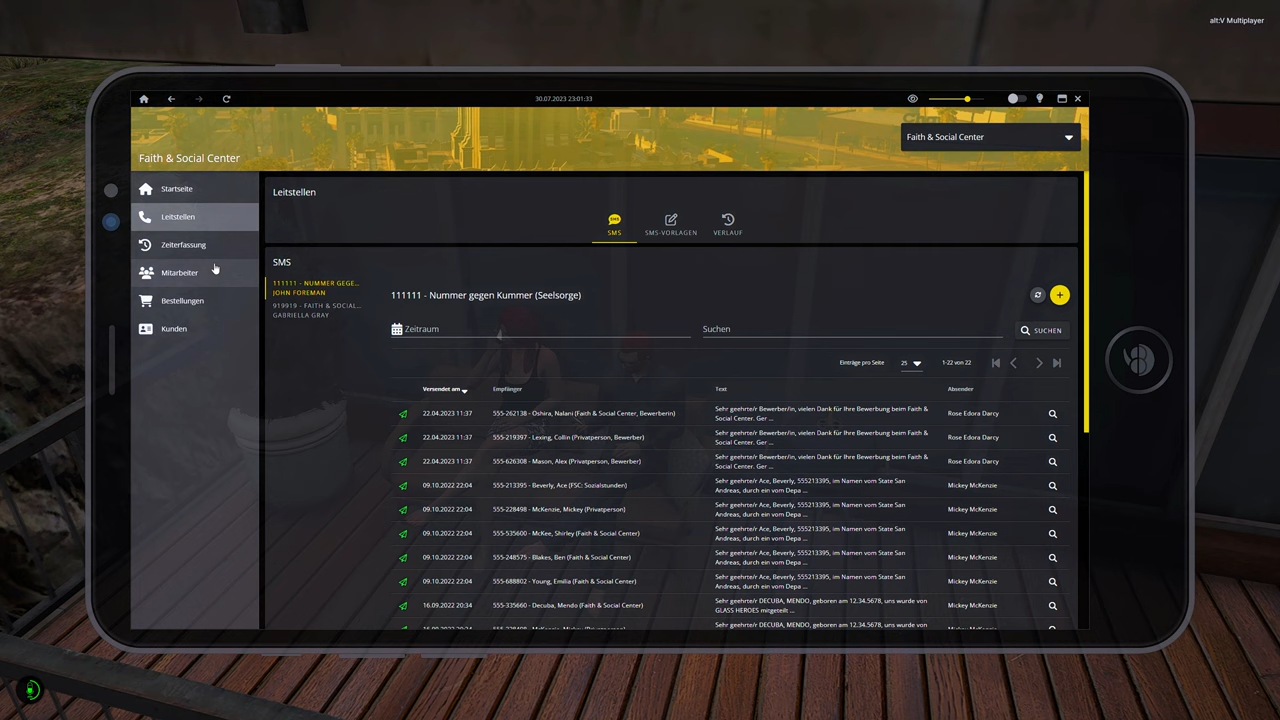 alt:V Multiplayer
30.07.2023 23:01:33
Faith & Social Center
Faith & Social Center
Startseite
Leitstellen
Zeiterfassung
Mitarbeiter
Bestellungen
Kunden
Leitstellen
SMS
SMS-VORLAGEN
VERLAUF
SMS
111111 - NUMMER GEGE...
JOHN FOREMAN
919919 - FAITH & SOCIAL...
GABRIELLA GRAY
111111 - Nummer gegen Kummer (Seelsorge)
Zeitraum
Suchen
SUCHEN
Einträge pro Seite
25
1-22 von 22
Versendet am
Empfänger
Text
Absender
22.04.2023 11:37
555-262138 - Oshira, Nalani (Faith & Social Center, Bewerberin)
Sehr geehrte/r Bewerber/in, vielen Dank für Ihre Bewerbung beim Faith &
Social Center. Ger ...
Rose Edora Darcy
22.04.2023 11:37
555-219397 - Lexing, Collin (Privatperson, Bewerber)
Sehr geehrte/r Bewerber/in, vielen Dank für Ihre Bewerbung beim Faith &
Social Center. Ger ...
Rose Edora Darcy
22.04.2023 11:37
555-626308 - Mason, Alex (Privatperson, Bewerber)
Sehr geehrte/r Bewerber/in, vielen Dank für Ihre Bewerbung beim Faith &
Social Center. Ger ...
Rose Edora Darcy
09.10.2022 22:04
555-213395 - Beverly, Ace (FSC: Sozialstunden)
Sehr geehrte/r Ace, Beverly, 555213395, im Namen vom State San
Andreas, durch ein vom Depa ...
Mickey McKenzie
09.10.2022 22:04
555-228498 - McKenzie, Mickey (Privatperson)
Sehr geehrte/r Ace, Beverly, 555213395, im Namen vom State San
Andreas, durch ein vom Depa ...
Mickey McKenzie
09.10.2022 22:04
555-535600 - McKee, Shirley (Faith & Social Center)
Sehr geehrte/r Ace, Beverly, 555213395, im Namen vom State San
Andreas, durch ein vom Depa ...
Mickey McKenzie
09.10.2022 22:04
555-248575 - Blakes, Ben (Faith & Social Center)
Sehr geehrte/r Ace, Beverly, 555213395, im Namen vom State San
Andreas, durch ein vom Depa ...
Mickey McKenzie
09.10.2022 22:04
555-688802 - Young, Emilia (Faith & Social Center)
Sehr geehrte/r Ace, Beverly, 555213395, im Namen vom State San
Andreas, durch ein vom Depa ...
Mickey McKenzie
16.09.2022 20:34
555-335660 - Decuba, Mendo (Faith & Social Center)
Sehr geehrte/r DECUBA, MENDO, geboren am 12.34.5678, uns wurde von
GLASS HEROES mitgeteilt ...
Mickey McKenzie
Sehr geehrte/r DECUBA, MENDO, geboren am 12.34.5678, uns wurde von